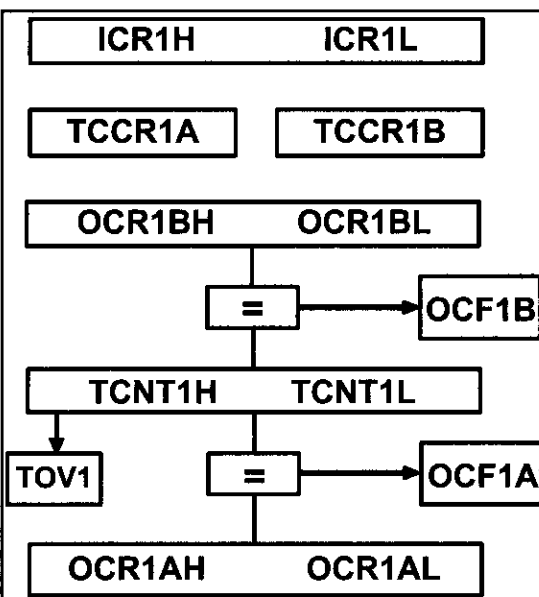 ICR1H ICR1L
TCCR1A TCCR1B
OCR1BH OCR1BL
= OCF1B
TCNT1H TCNT1L
TOV1 = OCF1A
OCR1AH OCR1AL